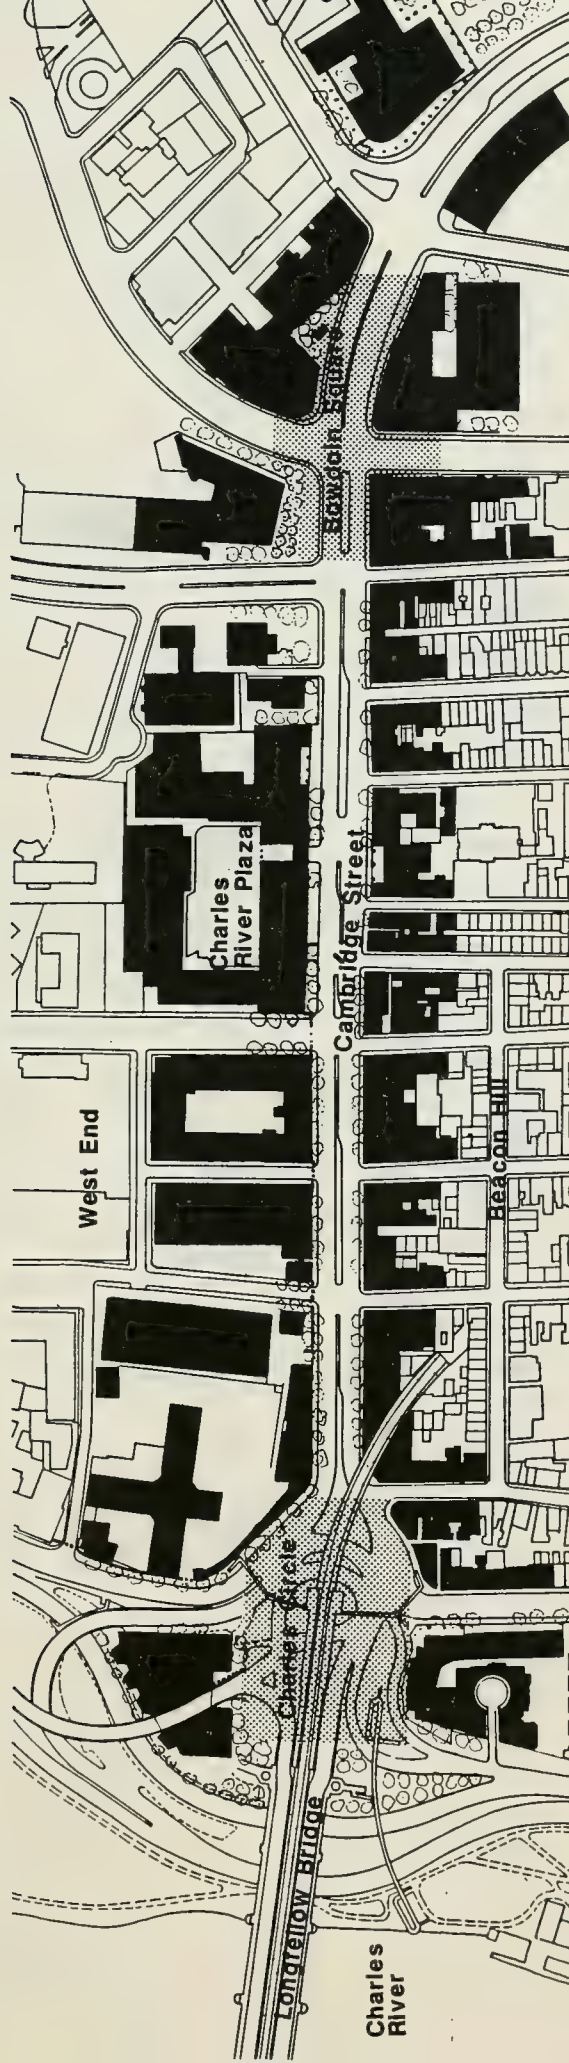 Bowdoin Square
Charles
River Plaza
Cambridge Street
West End
Beacon Hill
Charles Circle
Longfellow Bridge
Charles
River